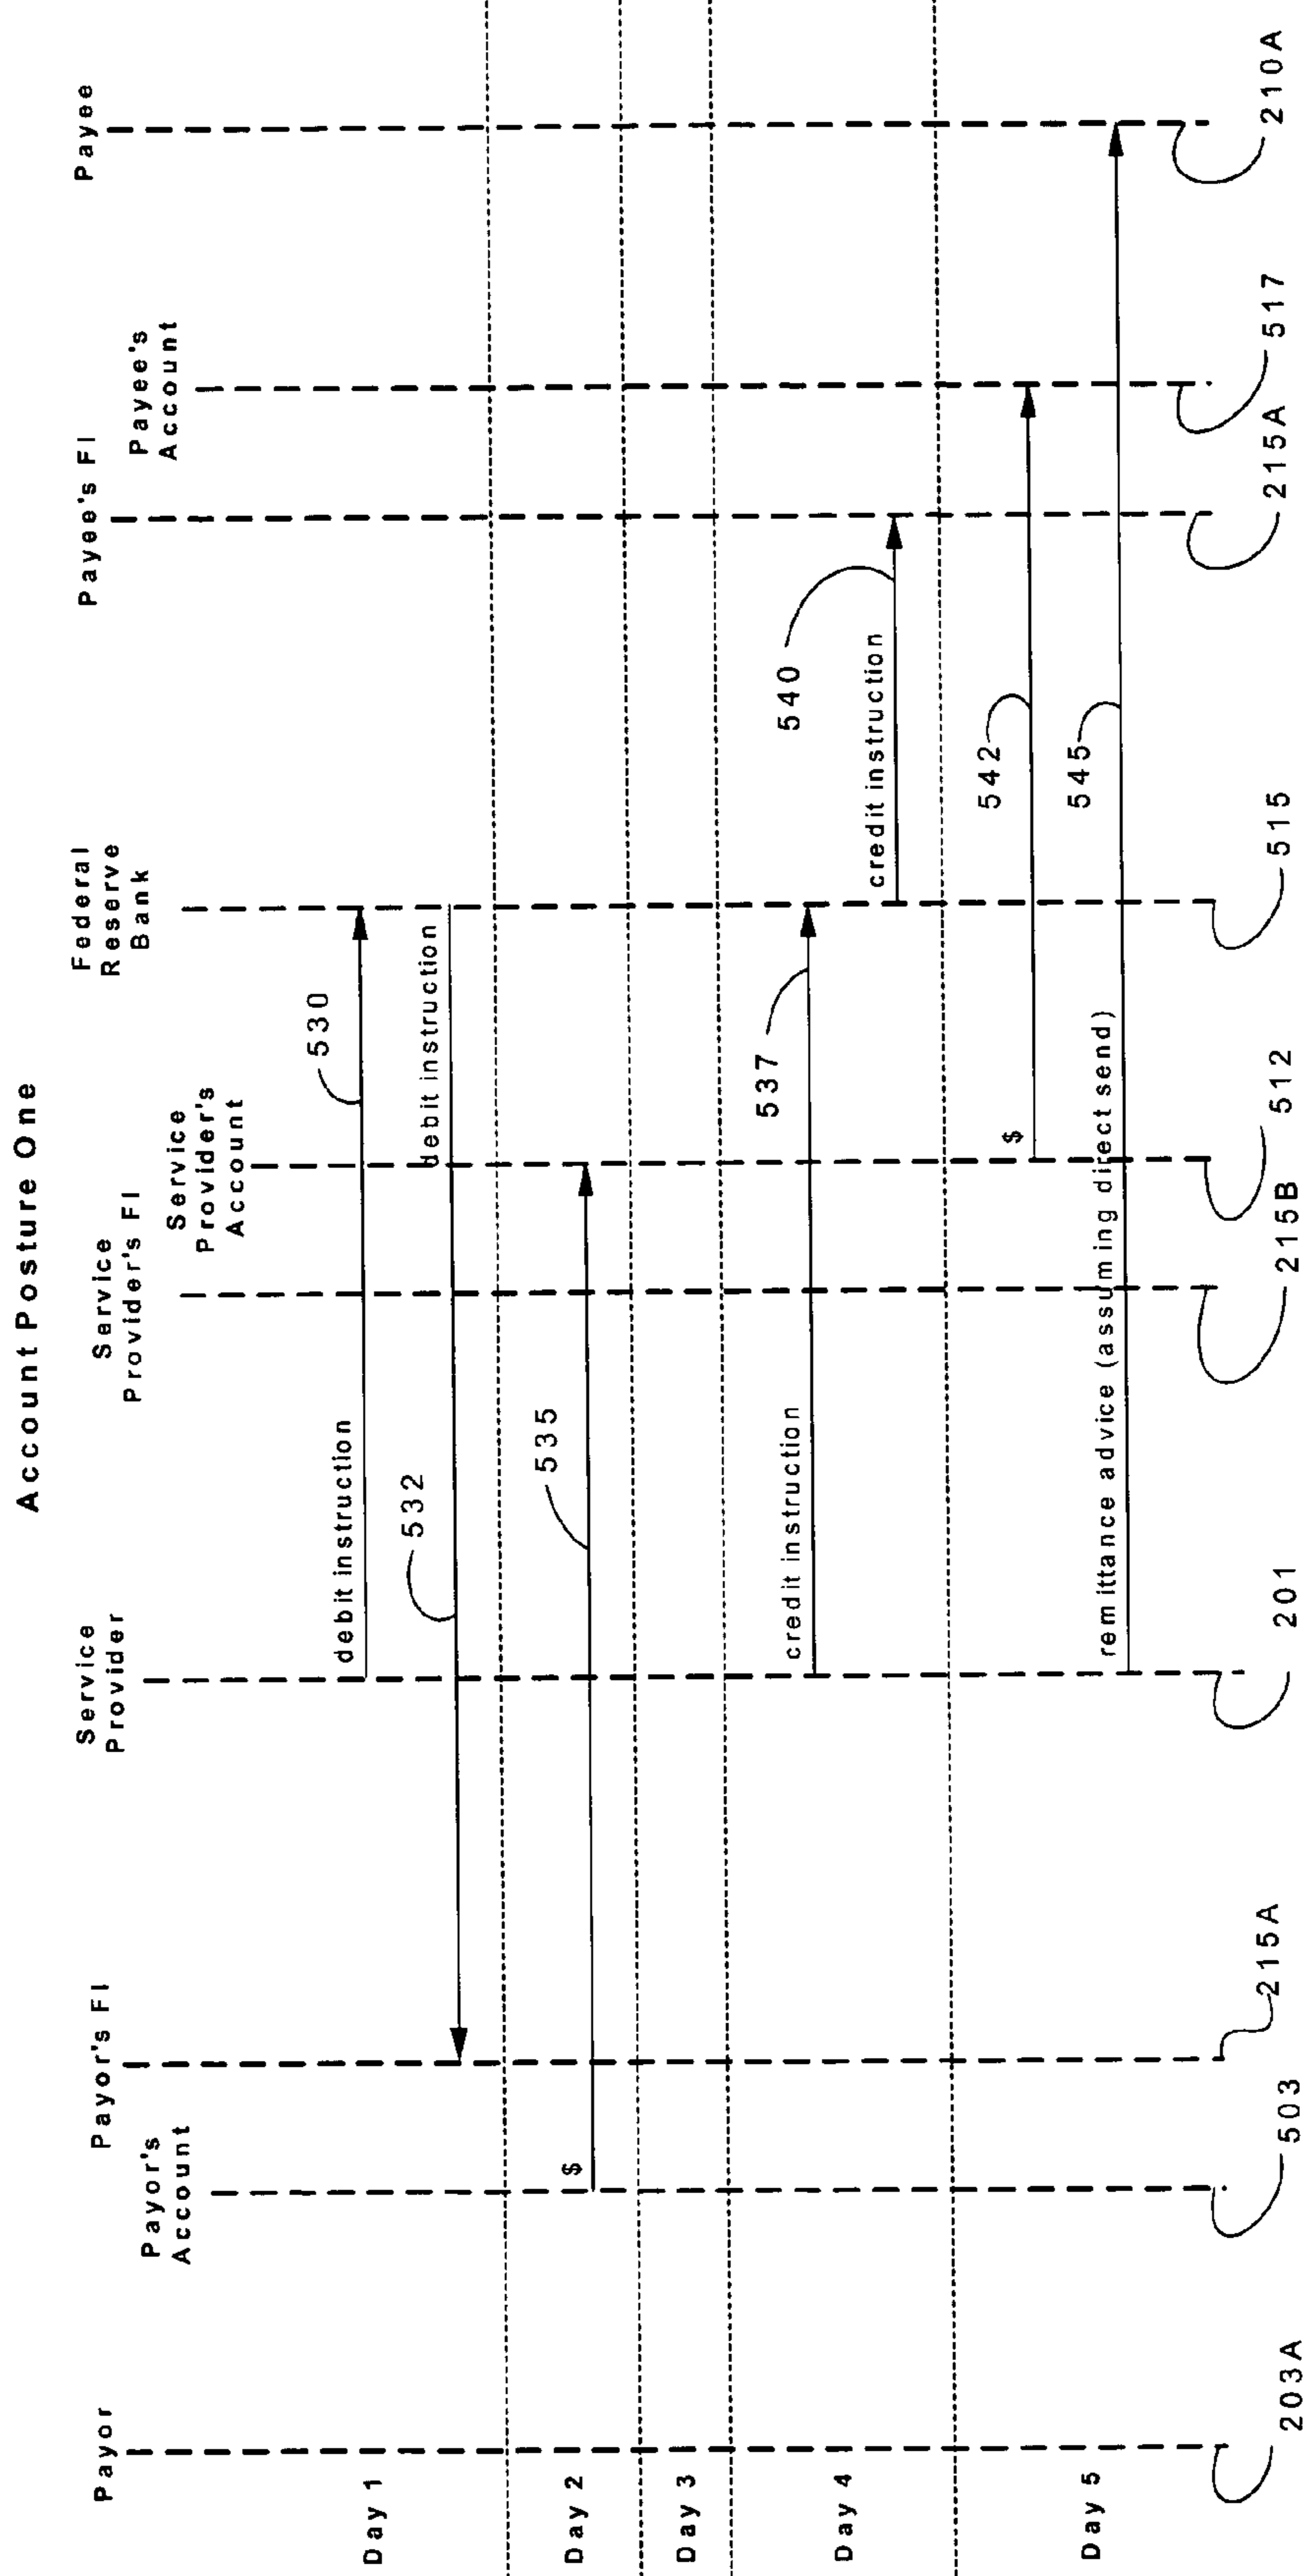 Account Posture One
Payor
Payor's
Account
Payor's FI
Service
Provider
Service
Provider's FI
Service
Provider's
Account
Federal
Reserve
Bank
Payee's FI
Payee's
Account
Payee
Day 1
debit instruction
530
532
debit instruction
Day 2
$
535
Day 3
Day 4
credit instruction
537
540
credit instruction
Day 5
$
542
545
remittance advice (assuming direct send)
203A
503
215A
201
215B
512
515
215A
517
210A